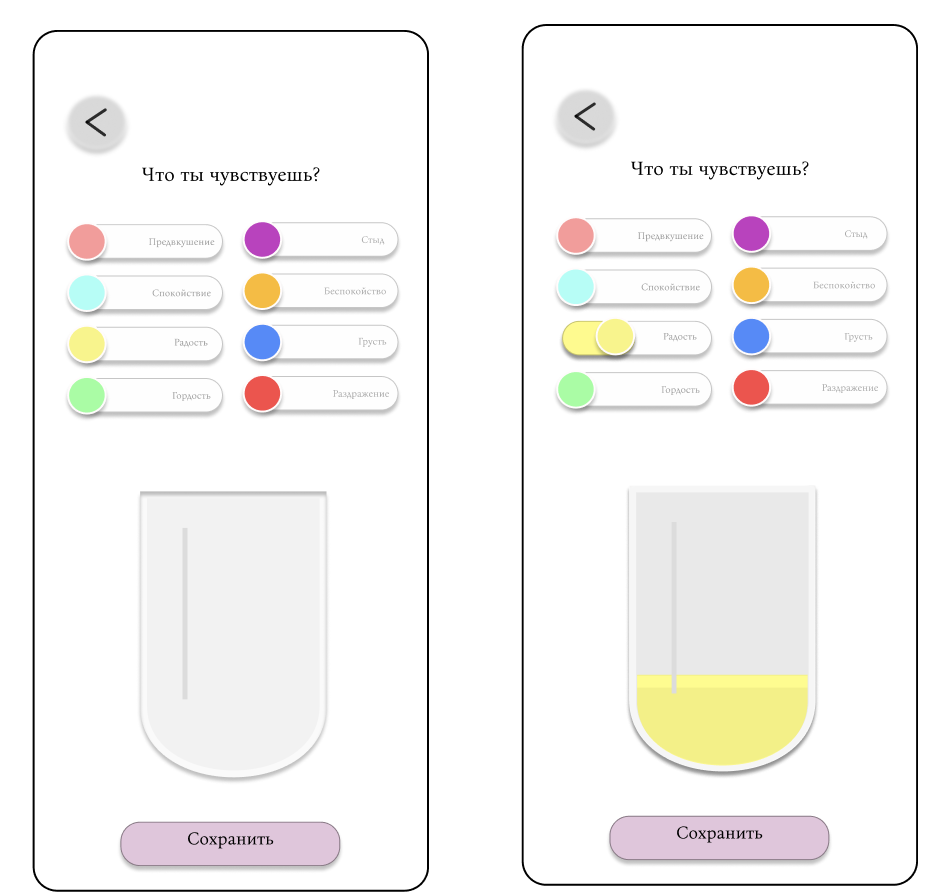 Что ты чувствуешь?
Предвкушение
Стыд
Спокойствие
Беспокойство
Радость
Грусть
Гордость
Раздражение
Сохранить
Что ты чувствуешь?
Предвкушение
Стыд
Спокойствие
Беспокойство
Радость
Грусть
Гордость
Раздражение
Сохранить